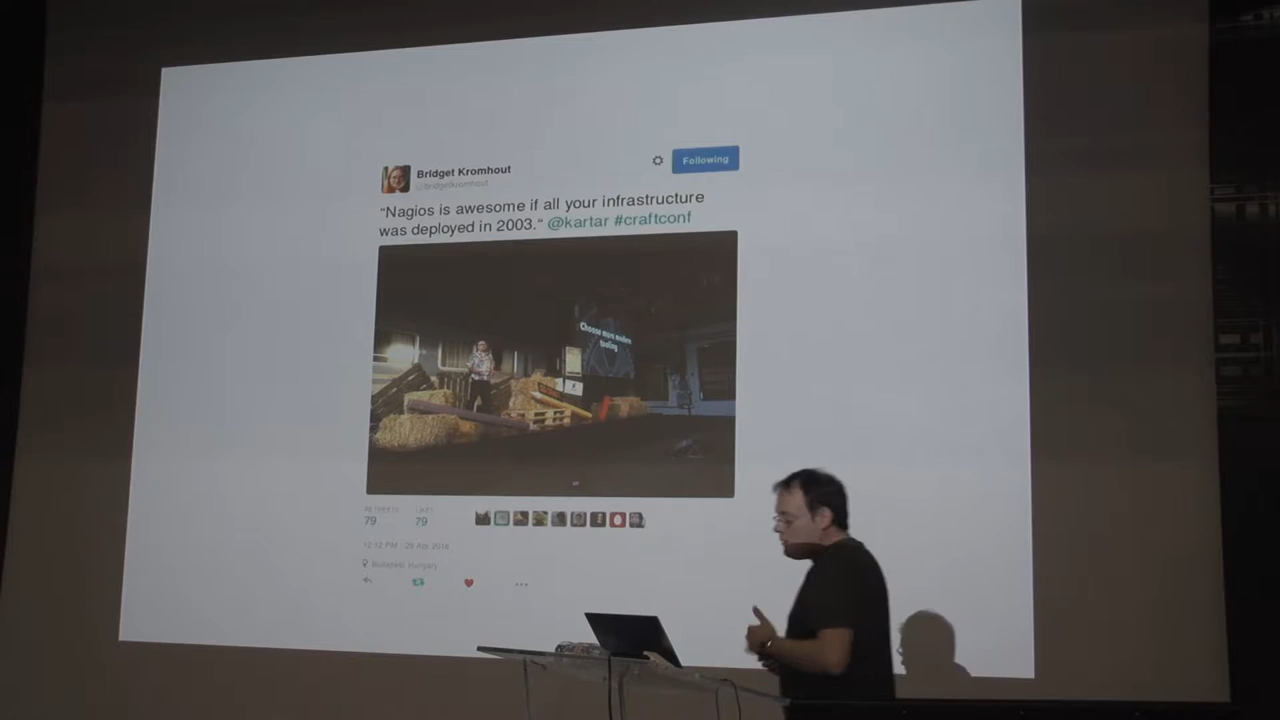 Bridget Kromhout
@bridgetkromhout
Following
“Nagios is awesome if all your infrastructure
was deployed in 2003.“ @kartar #craftconf
Choose more modern
tooling
RETWEETS
LIKES
79
79
12:12 PM - 29 Apr 2016
Budapest, Hungary